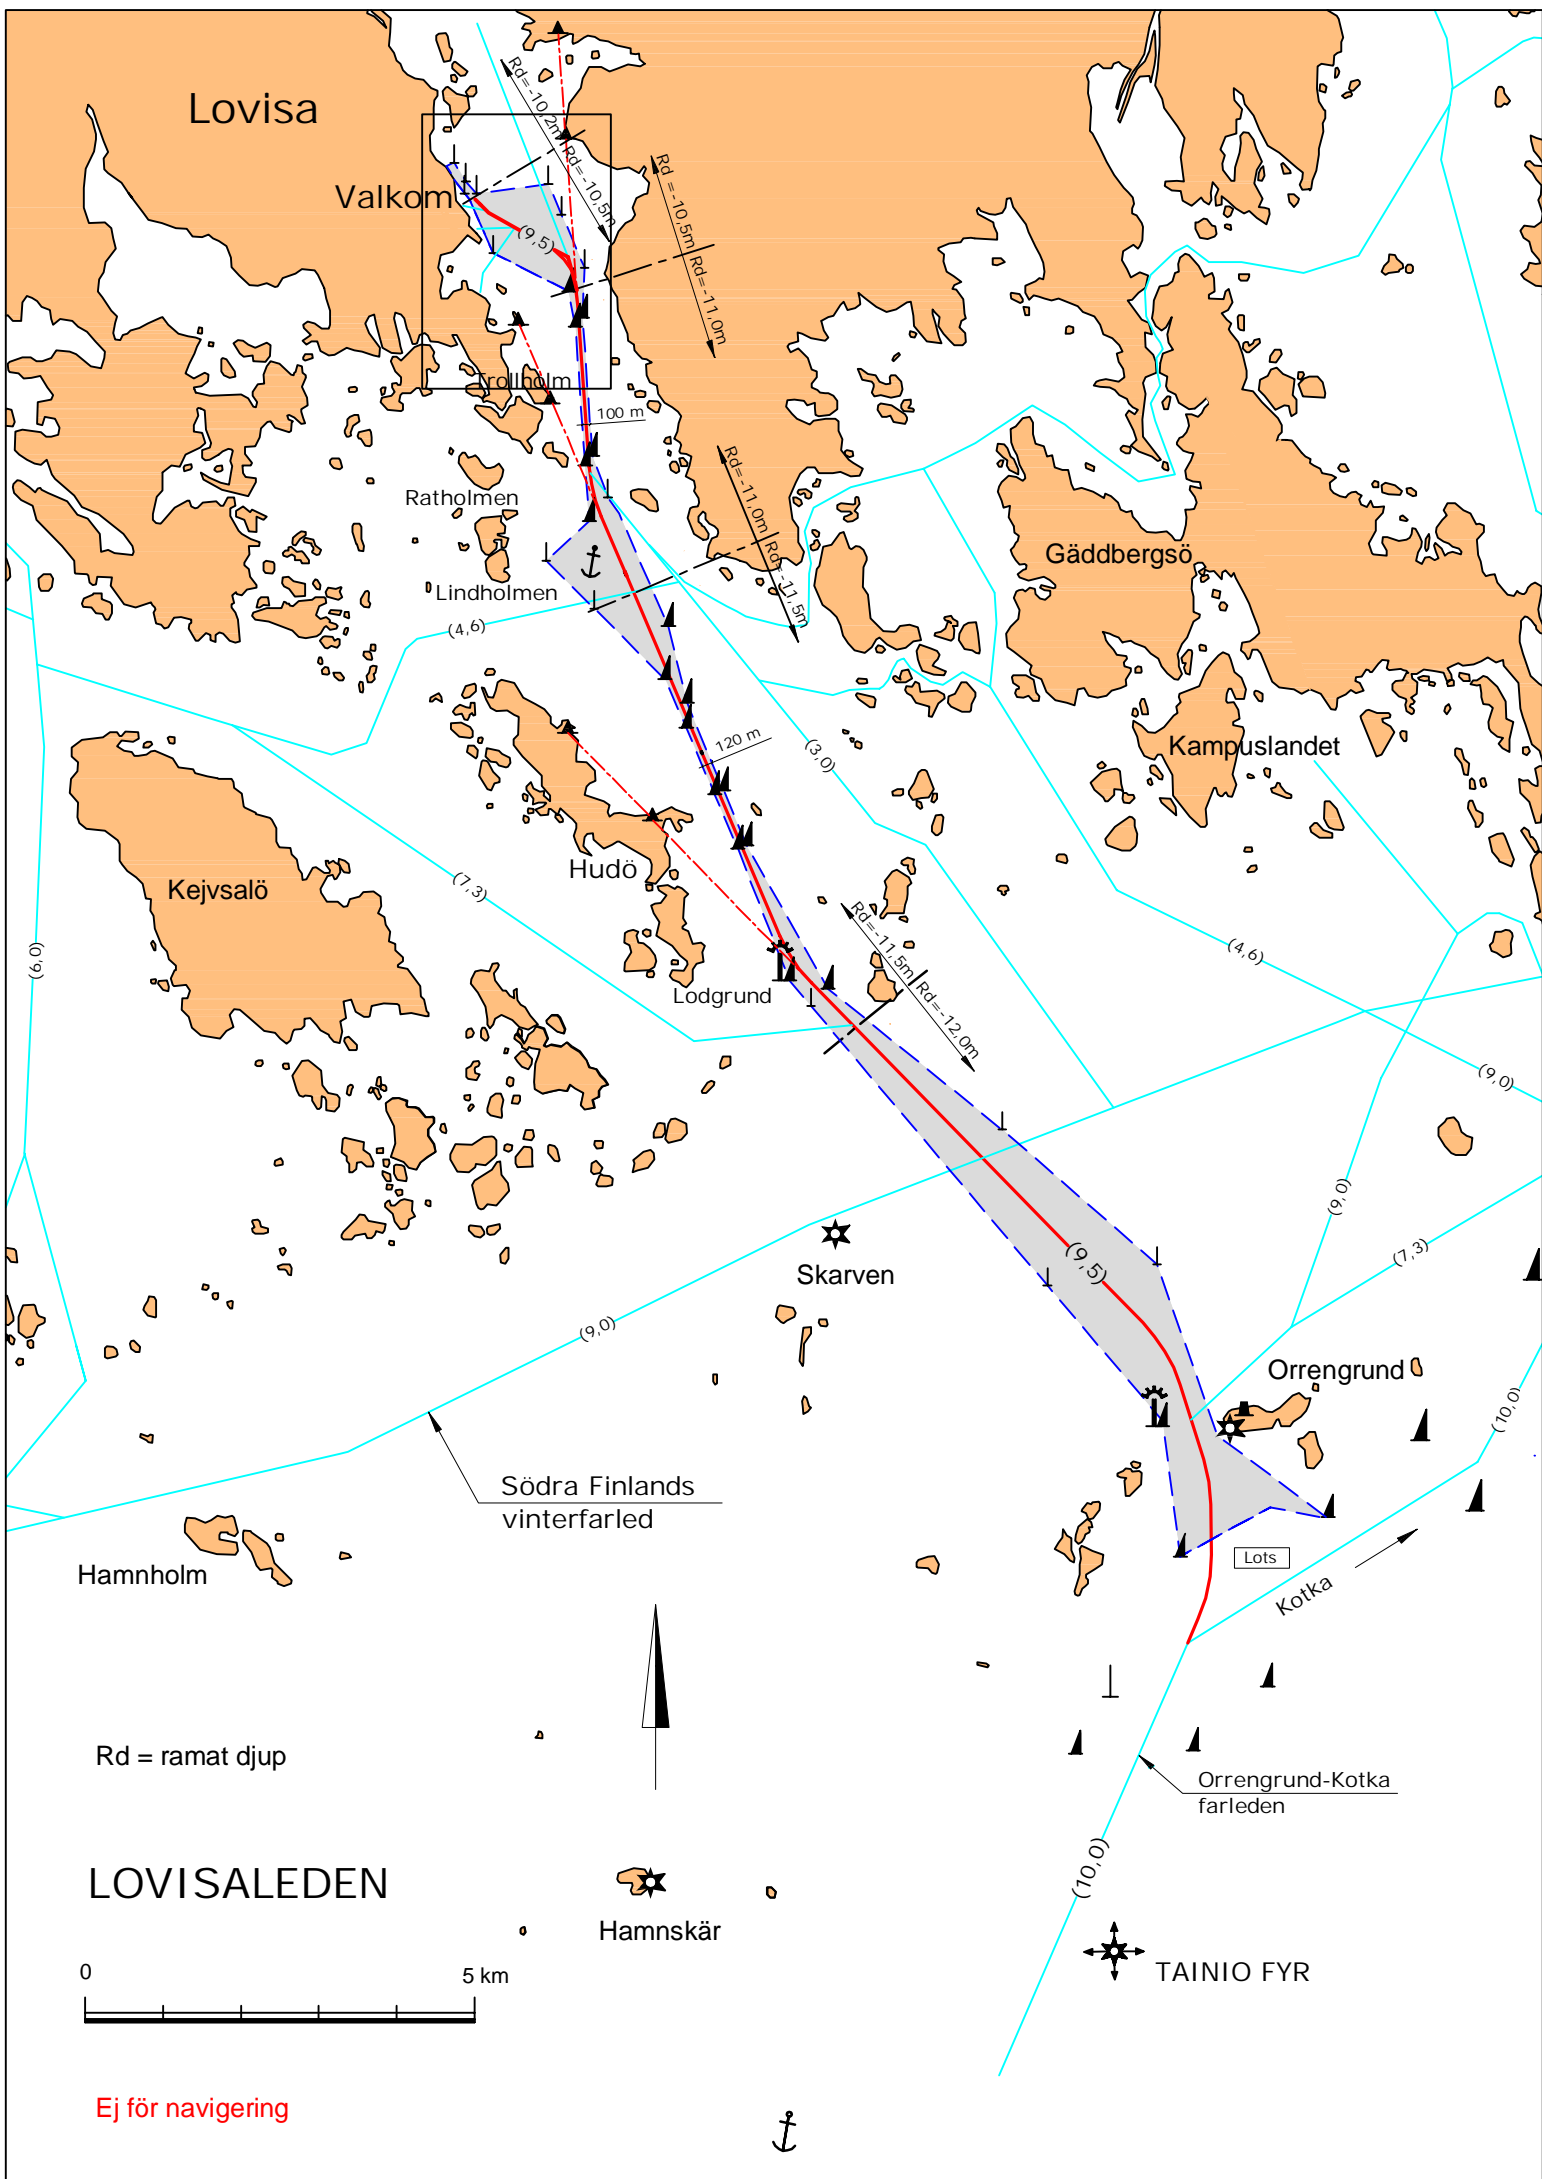 Lovisa
Rd=-10,2m
Rd=-10,5m
Rd =-10,5m
Rd=-11,0m
Valkom
(9,5)
Trollholm
100 m
Rd=-11,0m
Rd=-11,5m
Ratholmen
Gäddbergsö
Lindholmen
(4,6)
Kampuslandet
120 m
(3,0)
Hudö
Kejvsalö
(7,3)
(6,0)
Rd=-11,5m
Rd=-12,0m
(4,6)
Lodgrund
(9,0)
(9,0)
(7,3)
Skarven
(9,5)
(9,0)
Orrengrund
(10,0)
Södra Finlands
vinterfarled
Lots
Hamnholm
Kotka
Rd = ramat djup
Orrengrund-Kotka
farleden
(10,0)
LOVISALEDEN
Hamnskär
TAINIO FYR
0
5 km
Ej för navigering